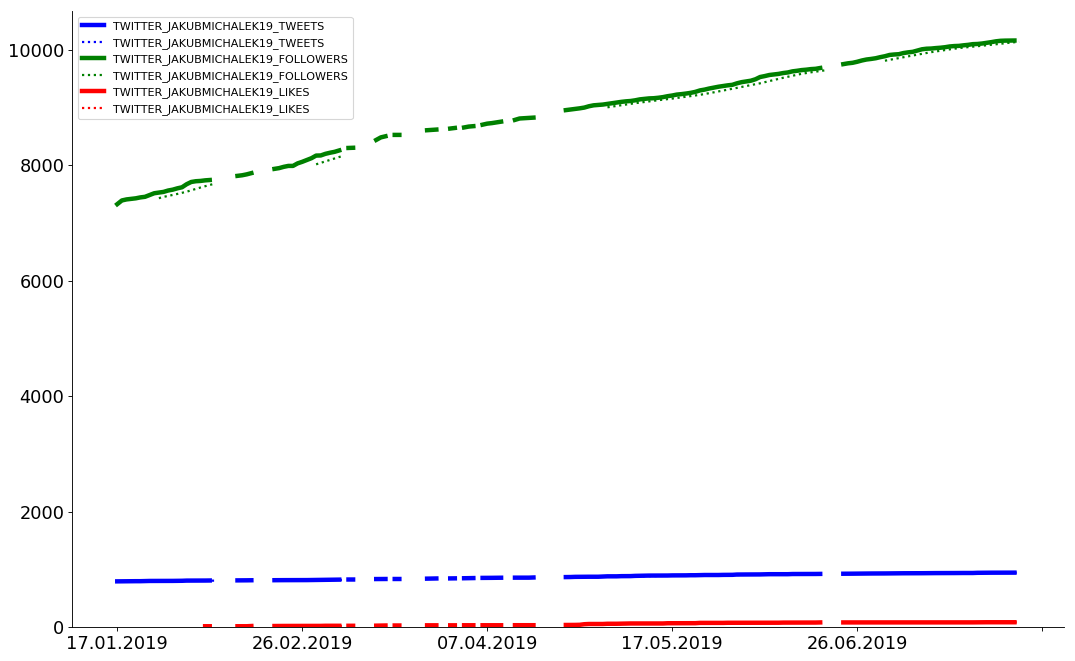 TWITTER_JAKUBMICHALEK19_TWEETS
TWITTER_JAKUBMICHALEK19_TWEETS
TWITTER_JAKUBMICHALEK19_FOLLOWERS
TWITTER_JAKUBMICHALEK19_FOLLOWERS
TWITTER_JAKUBMICHALEK19_LIKES
TWITTER_JAKUBMICHALEK19_LIKES
10000
8000
6000
4000
2000
0
17.01.2019 26.02.2019 07.04.2019 17.05.2019 26.06.2019